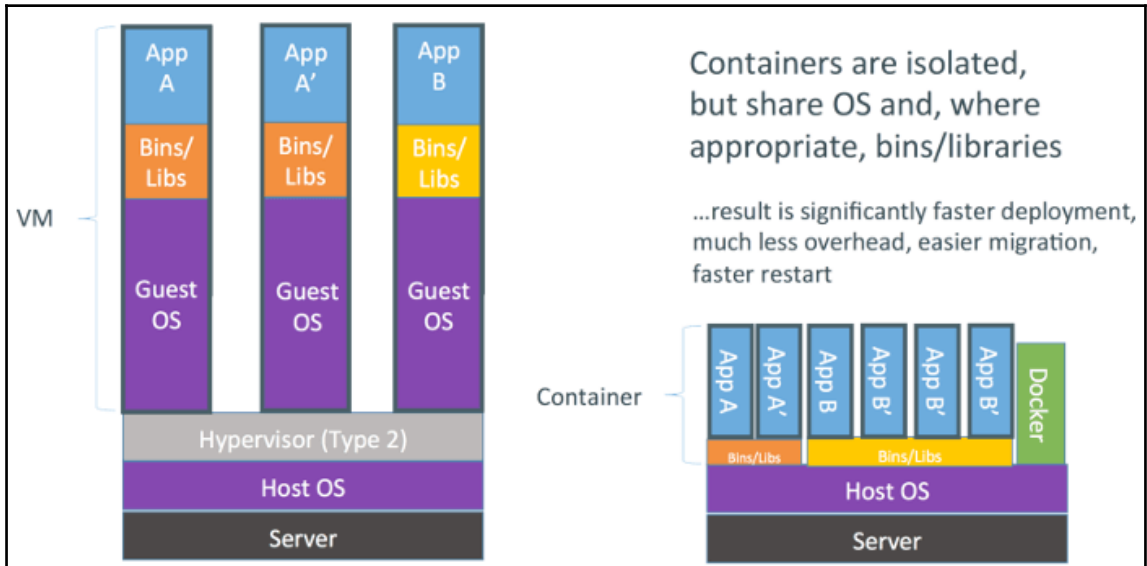 App
A
App
A’
App
B
Bins/
Libs
Bins/
Libs
Bins/
Libs
VM
Guest
OS
Guest
OS
Guest
OS
Hypervisor (Type 2)
Host OS
Server
Containers are isolated,
but share OS and, where
appropriate, bins/libraries
...result is significantly faster deployment,
much less overhead, easier migration,
faster restart
Container
App A
App A’
App B
App B’
App B’
App B’
Docker
Bins/Libs
Bins/Libs
Host OS
Server